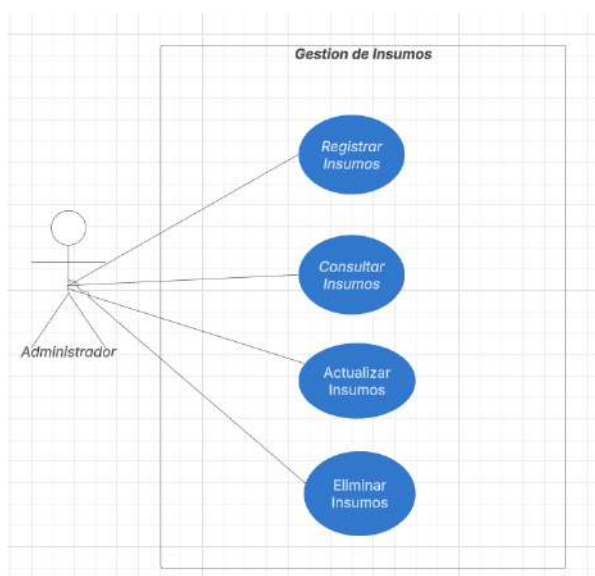 Gestion de Insumos
Registrar
Insumos
Consultar
Insumos
Administrador
Actualizar
Insumos
Eliminar
Insumos